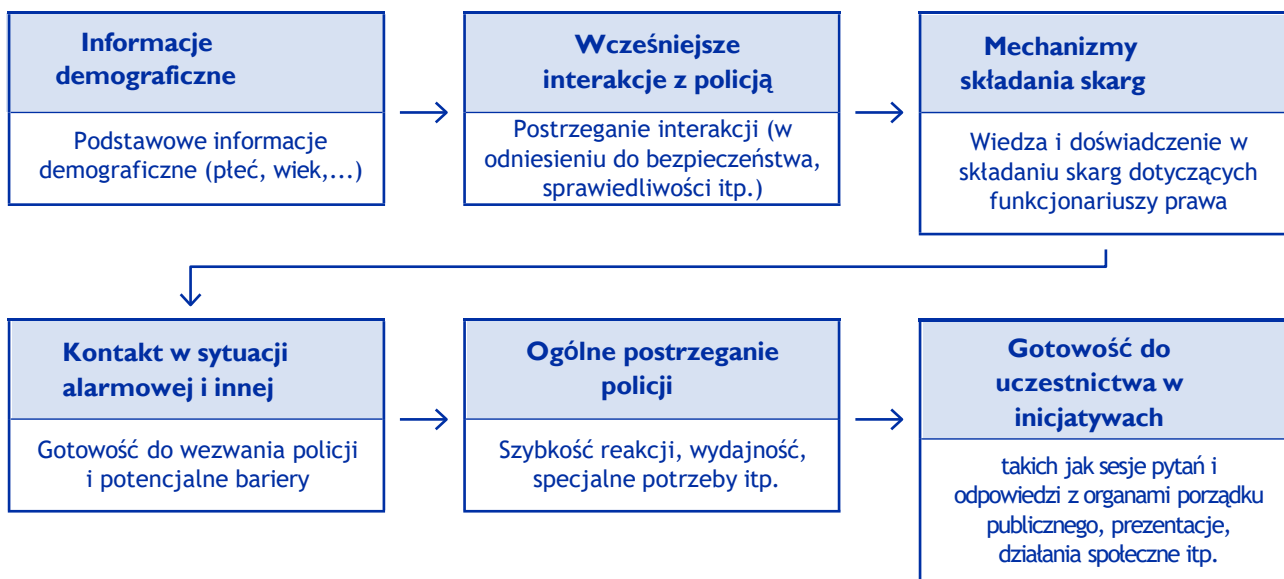 Informacje
demograficzne
Podstawowe informacje
demograficzne (płeć, wiek,…)
Wcześniejsze
interakcje z policją
Postrzeganie interakcji (w
odniesieniu do bezpieczeństwa,
sprawiedliwości itp.)
Mechanizmy
składania skarg
Wiedza i doświadczenie w
składaniu skarg dotyczących
funkcjonariuszy prawa
Kontakt w sytuacji
alarmowej i innej
Gotowość do wezwania policji
i potencjalne bariery
Ogólne postrzeganie
policji
Szybkość reakcji, wydajność,
specjalne potrzeby itp.
Gotowość do
uczestnictwa w
inicjatywach
takich jak sesje pytań i
odpowiedzi z organami porządku
publicznego, prezentacje,
działania społeczne itp.